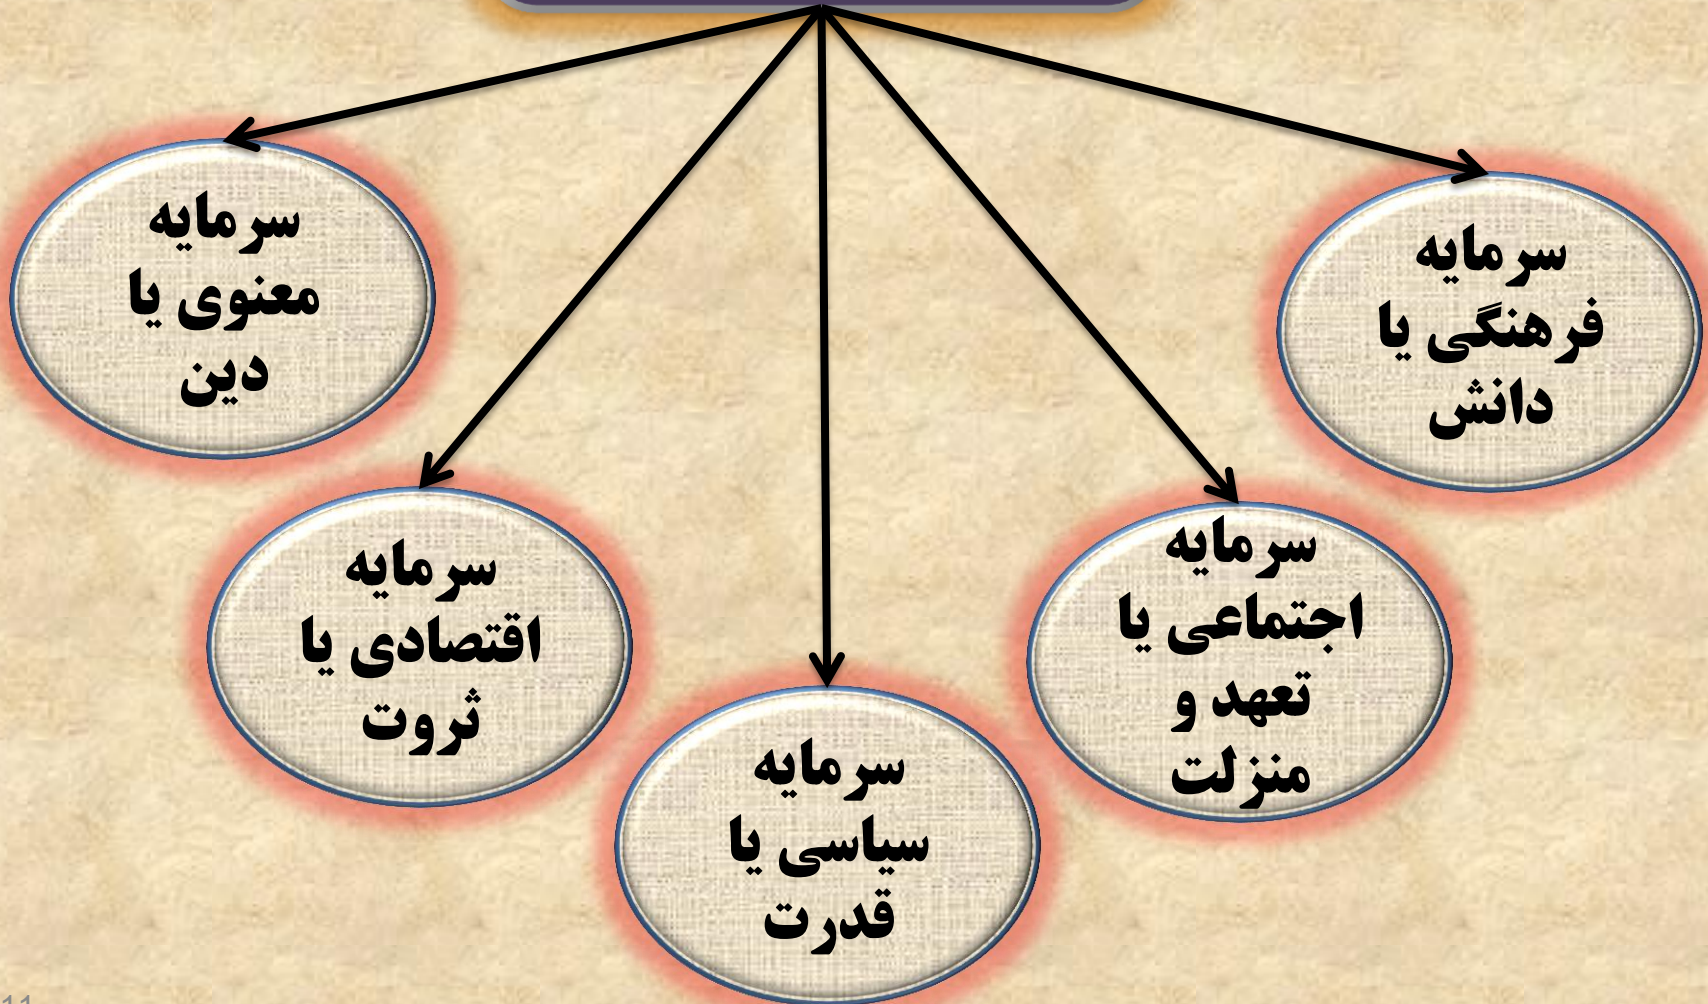 سرمایه
فرهنگی یا
دانش
سرمایه
اجتماعی یا
تعهد و
منزلت
سرمایه
سیاسی یا
قدرت
سرمایه
اقتصادی یا
ثروت
سرمایه
معنوی یا
دین
11